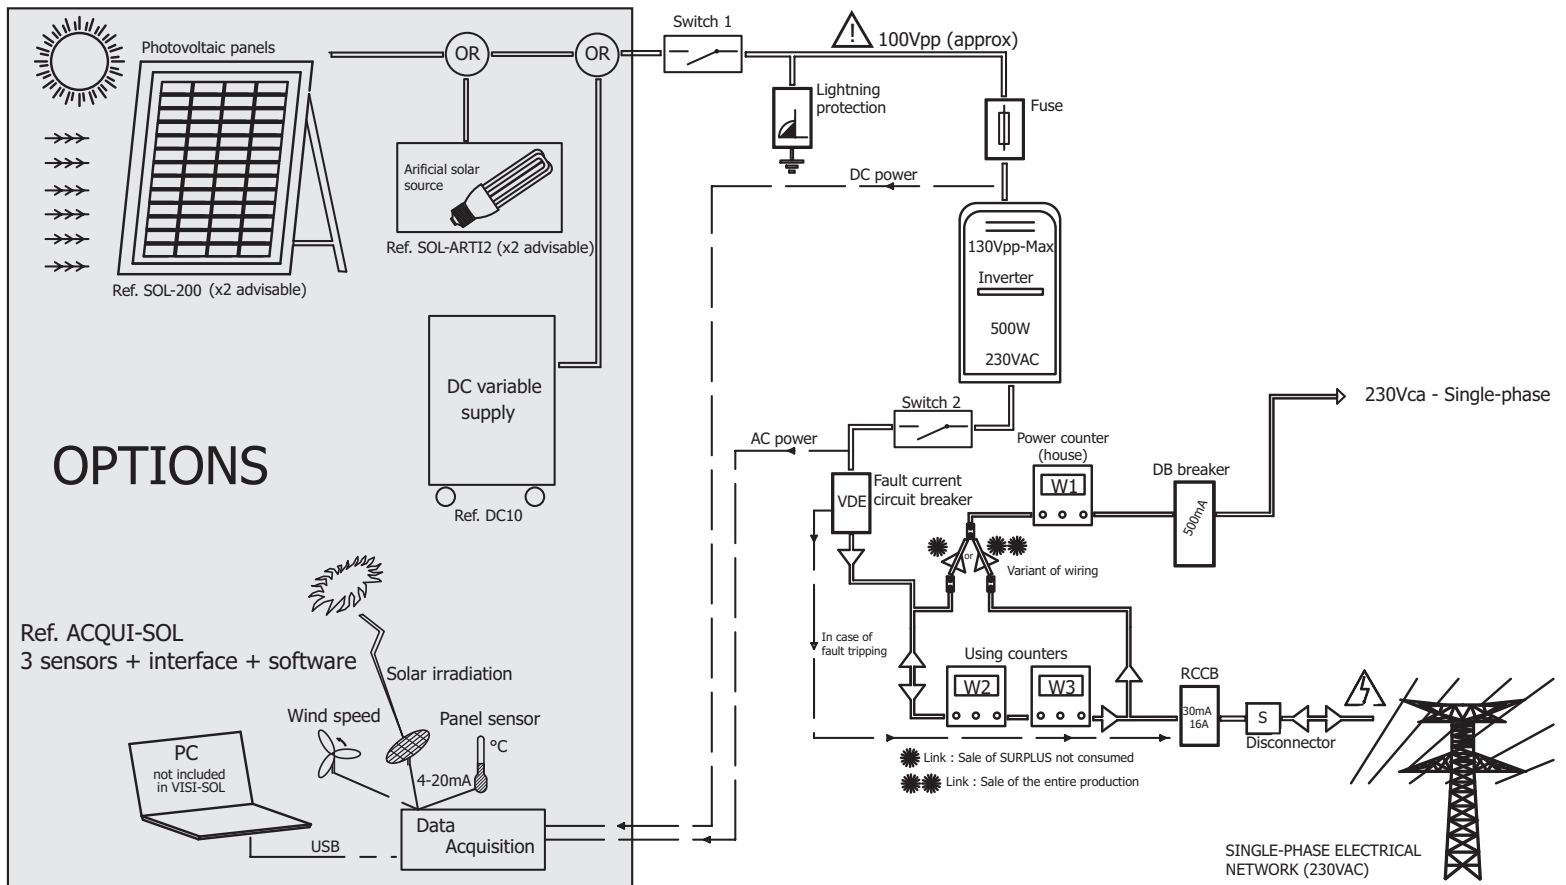 Switch 1
Photovoltaic panels
OR
OR
100Vpp (approx)
Lightning
protection
Fuse
Arificial solar
source
DC power
Ref. SOL-ARTI2 (x2 advisable)
Ref. SOL-200 (x2 advisable)
130Vpp-Max
Inverter
500W
230VAC
DC variable
supply
Ref. DC10
OPTIONS
Switch 2
230Vca - Single-phase
AC power
Power counter
(house)
W1
DB breaker
500mA
Fault current
circuit breaker
VDE
or
Variant of wiring
In case of
fault tripping
Using counters
W2
W3
RCCB
30mA
16A
S
Disconnector
Link : Sale of SURPLUS not consumed
Link : Sale of the entire production
Ref. ACQUI-SOL
3 sensors + interface + software
Solar irradiation
Wind speed
Panel sensor
°C
4-20mA
PC
not included
in VISI-SOL
USB
Data
Acquisition
SINGLE-PHASE ELECTRICAL
NETWORK (230VAC)